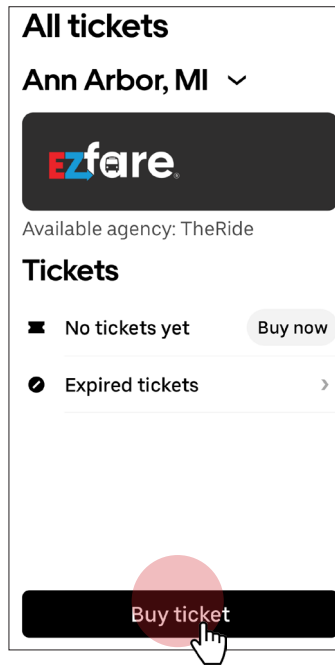 All tickets
Ann Arbor, MI
EZfare®
Available agency: TheRide
Tickets
No tickets yet
Buy now
Expired tickets
Buy ticket